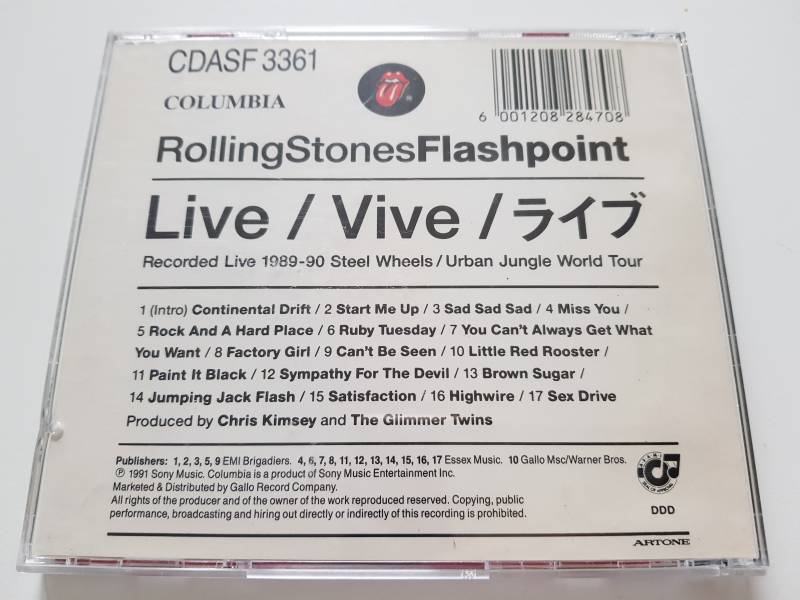 CDASF 3361
COLUMBIA
6 001208 284708
RollingStonesFlashpoint
Live / Vive / ライブ
Recorded Live 1989-90 Steel Wheels / Urban Jungle World Tour
1 (Intro) Continental Drift / 2 Start Me Up / 3 Sad Sad Sad / 4 Miss You /
5 Rock And A Hard Place / 6 Ruby Tuesday / 7 You Can't Always Get What
You Want / 8 Factory Girl / 9 Can't Be Seen / 10 Little Red Rooster /
11 Paint It Black / 12 Sympathy For The Devil / 13 Brown Sugar /
14 Jumping Jack Flash / 15 Satisfaction / 16 Highwire / 17 Sex Drive
Produced by Chris Kimsey and The Glimmer Twins
Publishers: 1, 2, 3, 5, 9 EMI Brigadiers. 4, 6, 7, 8, 11, 12, 13, 14, 15, 16, 17 Essex Music. 10 Gallo Msc/Warner Bros.
℗ 1991 Sony Music. Columbia is a product of Sony Music Entertainment Inc.
Marketed & Distributed by Gallo Record Company.
All rights of the producer and of the owner of the work reproduced reserved. Copying, public
performance, broadcasting and hiring out directly or indirectly of this recording is prohibited.
DDD
ARTONE